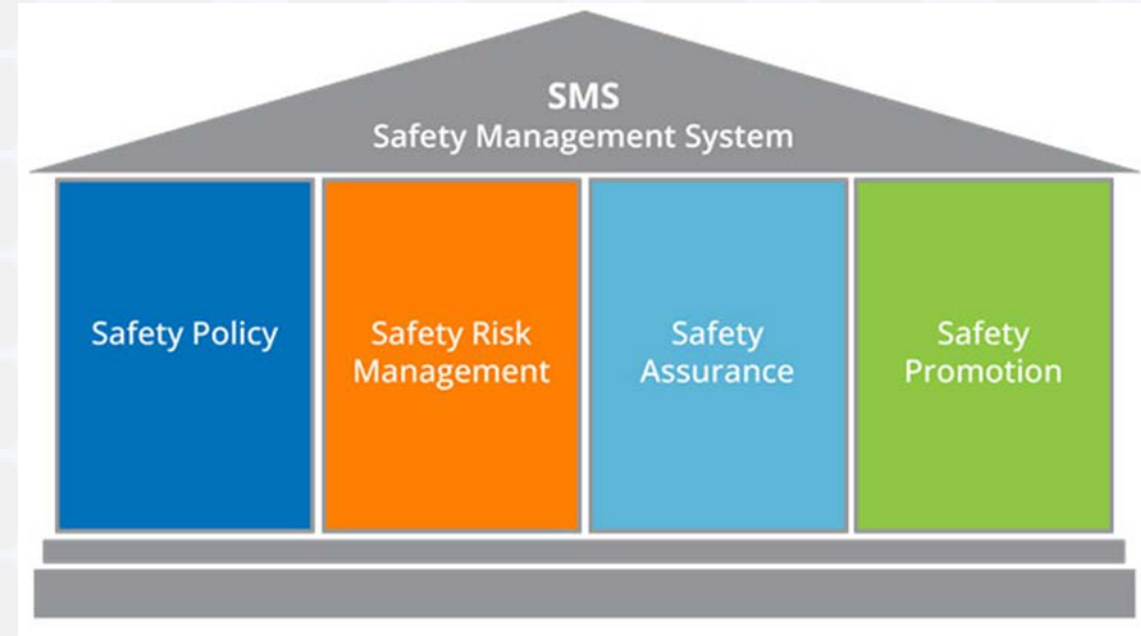 SMS
Safety Management System
Safety Policy
Safety Risk
Management
Safety
Assurance
Safety
Promotion